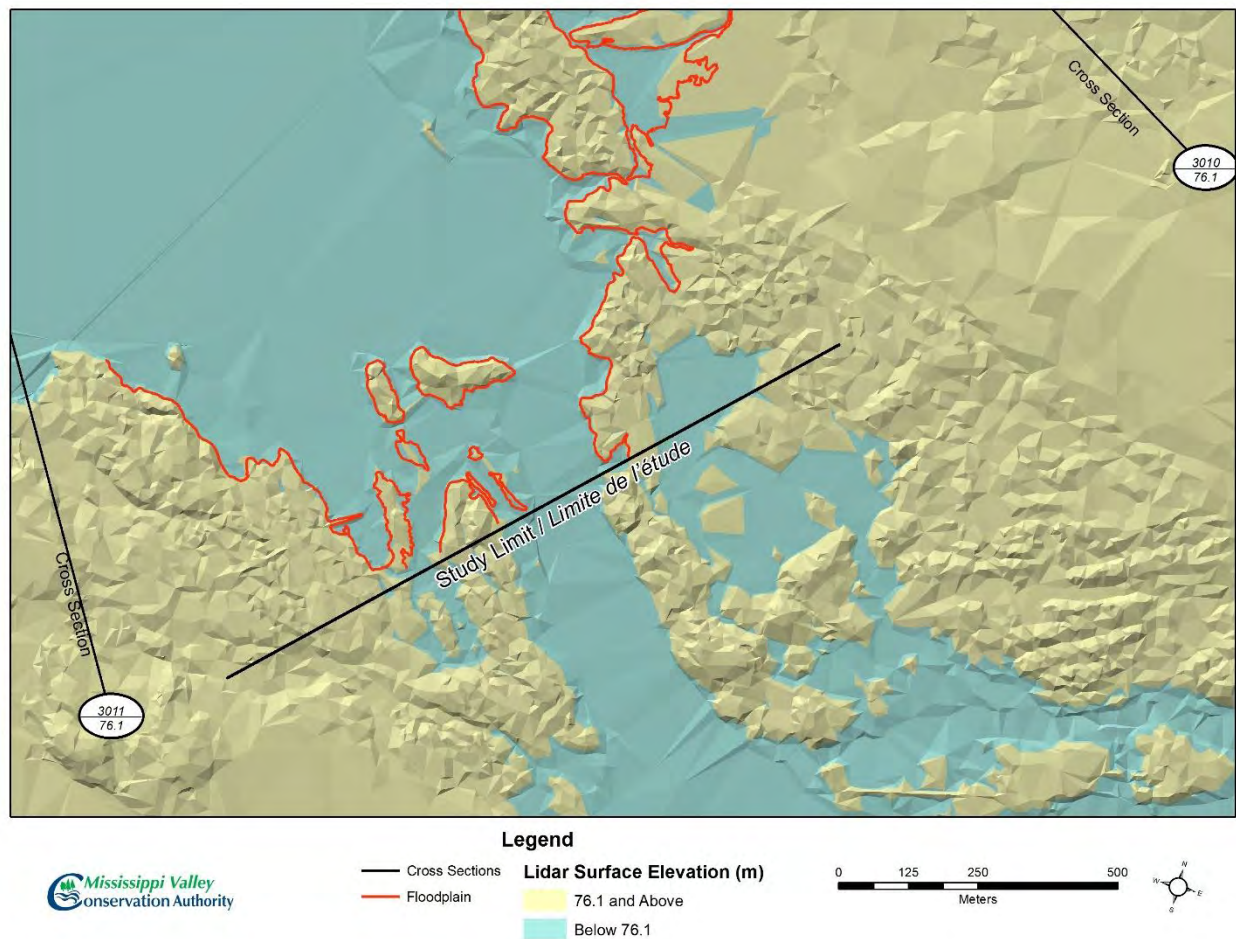 Cross Section
3010
76.1
Study Limit / Limite de l'étude
Cross Section
3011
76.1
Legend
Mississippi Valley
Conservation Authority
Cross Sections
Floodplain
Lidar Surface Elevation (m)
76.1 and Above
Below 76.1
0 125 250 500
Meters
N
W
E
S